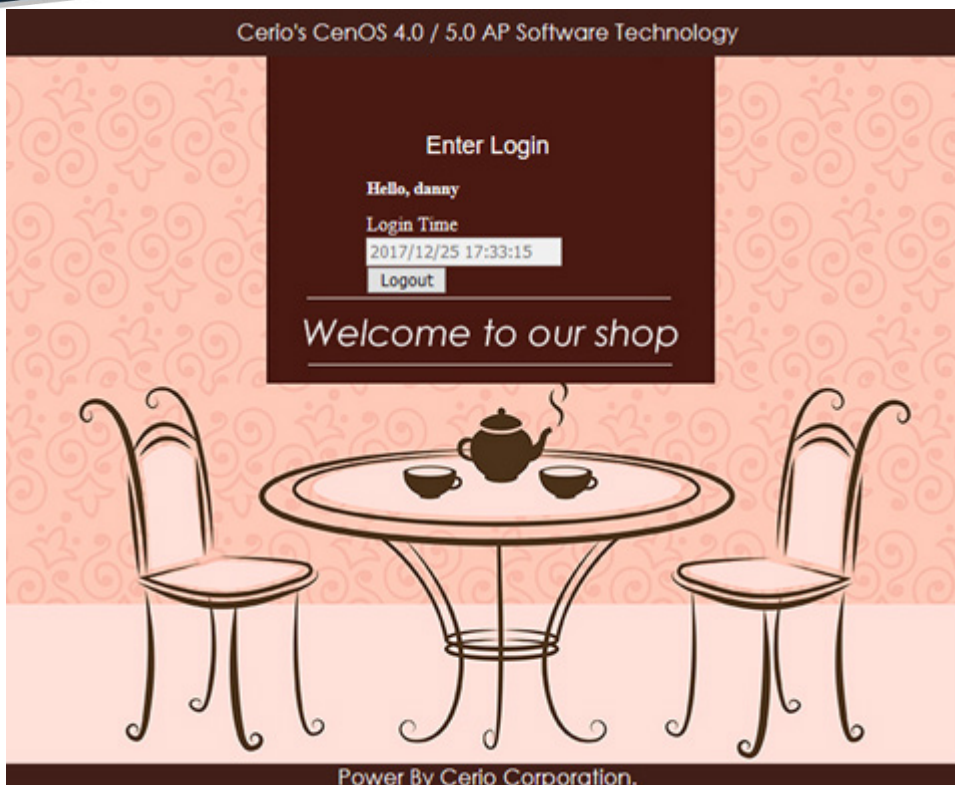 Cerio's CenOS 4.0 / 5.0 AP Software Technology
Enter Login
Hello, danny
Login Time
2017/12/25 17:33:15
Logout
Welcome to our shop
Power By Cerio Corporation.